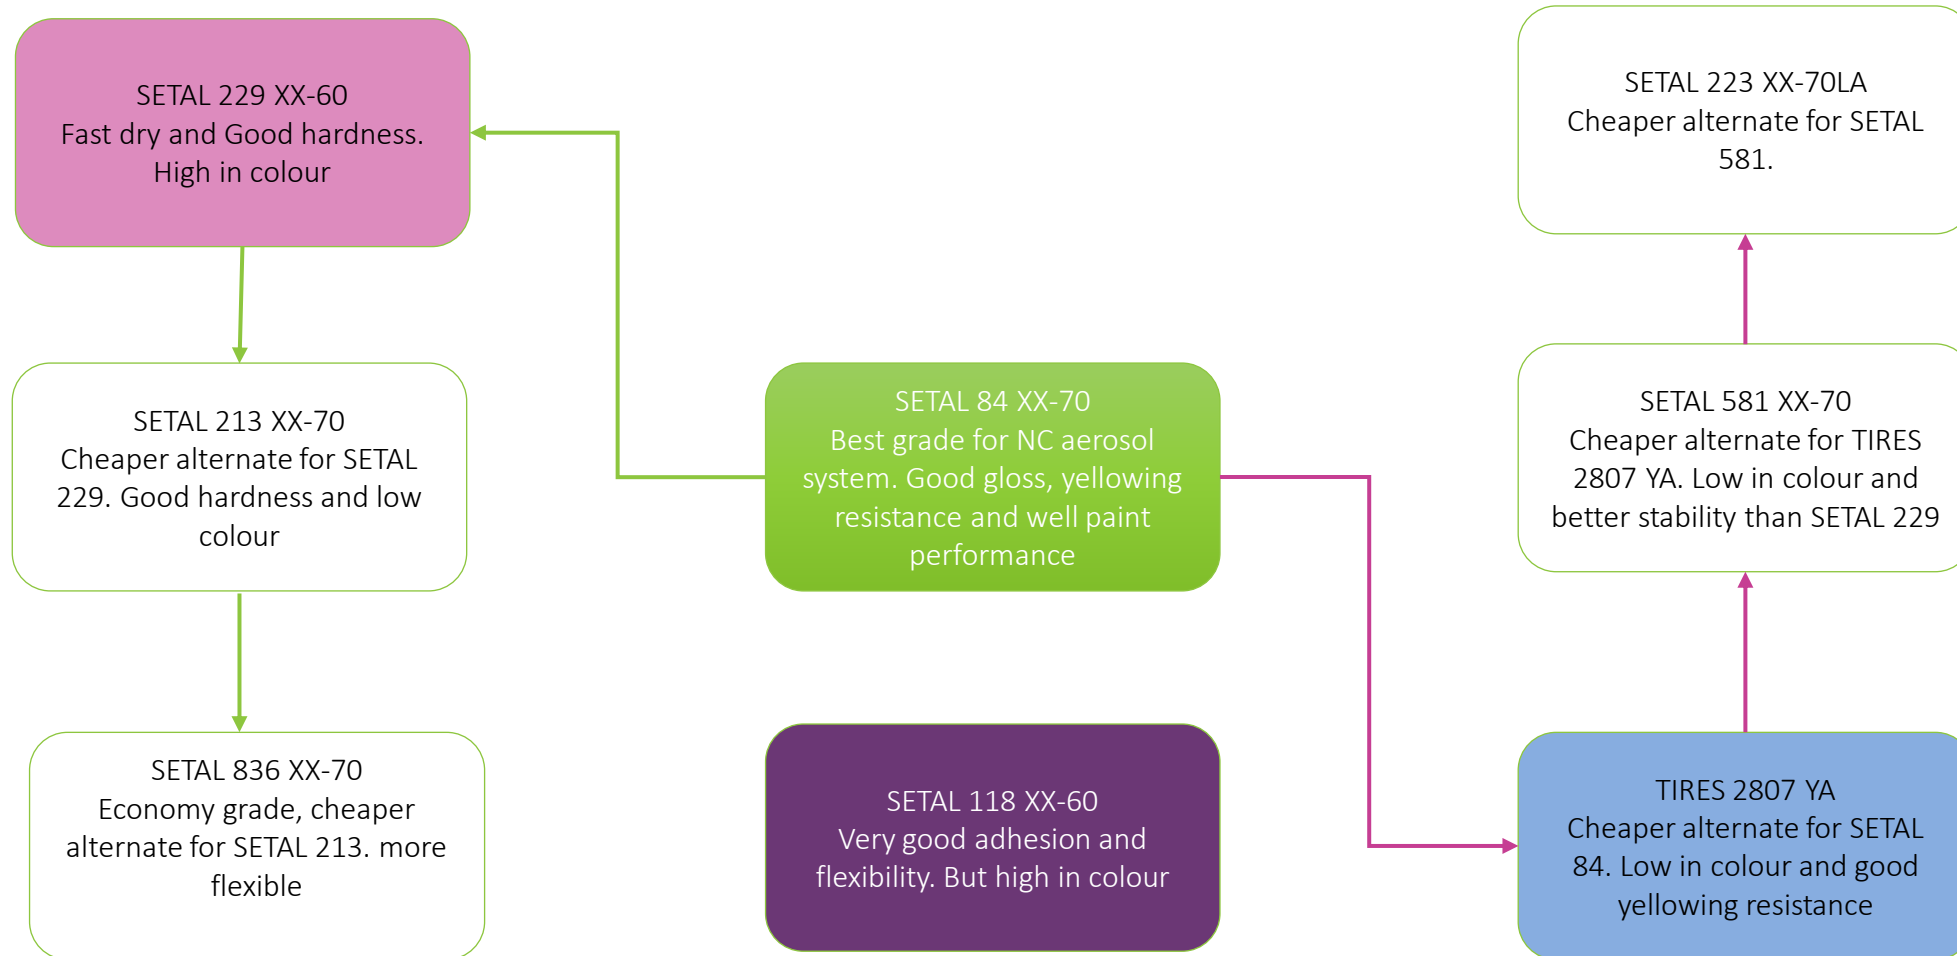 SETAL 229 XX-60
Fast dry and Good hardness.
High in colour
SETAL 213 XX-70
Cheaper alternate for SETAL
229. Good hardness and low
colour
SETAL 836 XX-70
Economy grade, cheaper
alternate for SETAL 213. more
flexible
SETAL 84 XX-70
Best grade for NC aerosol
system. Good gloss, yellowing
resistance and well paint
performance
SETAL 118 XX-60
Very good adhesion and
flexibility. But high in colour
SETAL 223 XX-70LA
Cheaper alternate for SETAL
581.
SETAL 581 XX-70
Cheaper alternate for TIRES
2807 YA. Low in colour and
better stability than SETAL 229
TIRES 2807 YA
Cheaper alternate for SETAL
84. Low in colour and good
yellowing resistance